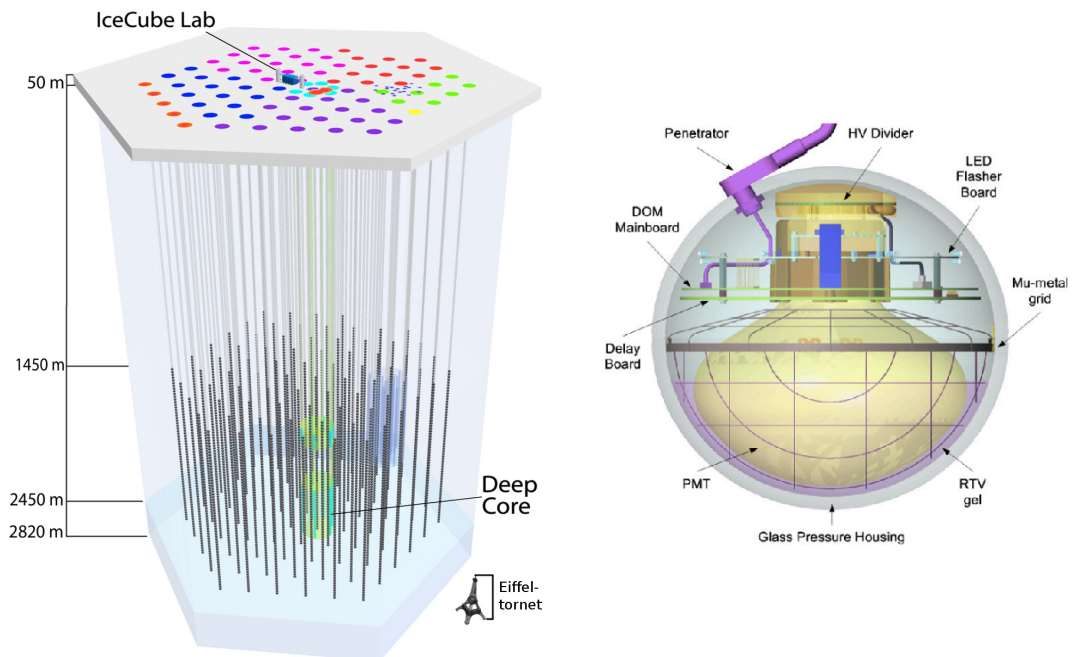 IceCube Lab
50 m
1450 m
2450 m
2820 m
Deep
Core
Eiffel-
tornet
Penetrator
HV Divider
LED
Flasher
Board
DOM
Mainboard
Mu-metal
grid
Delay
Board
PMT
RTV
gel
Glass Pressure Housing